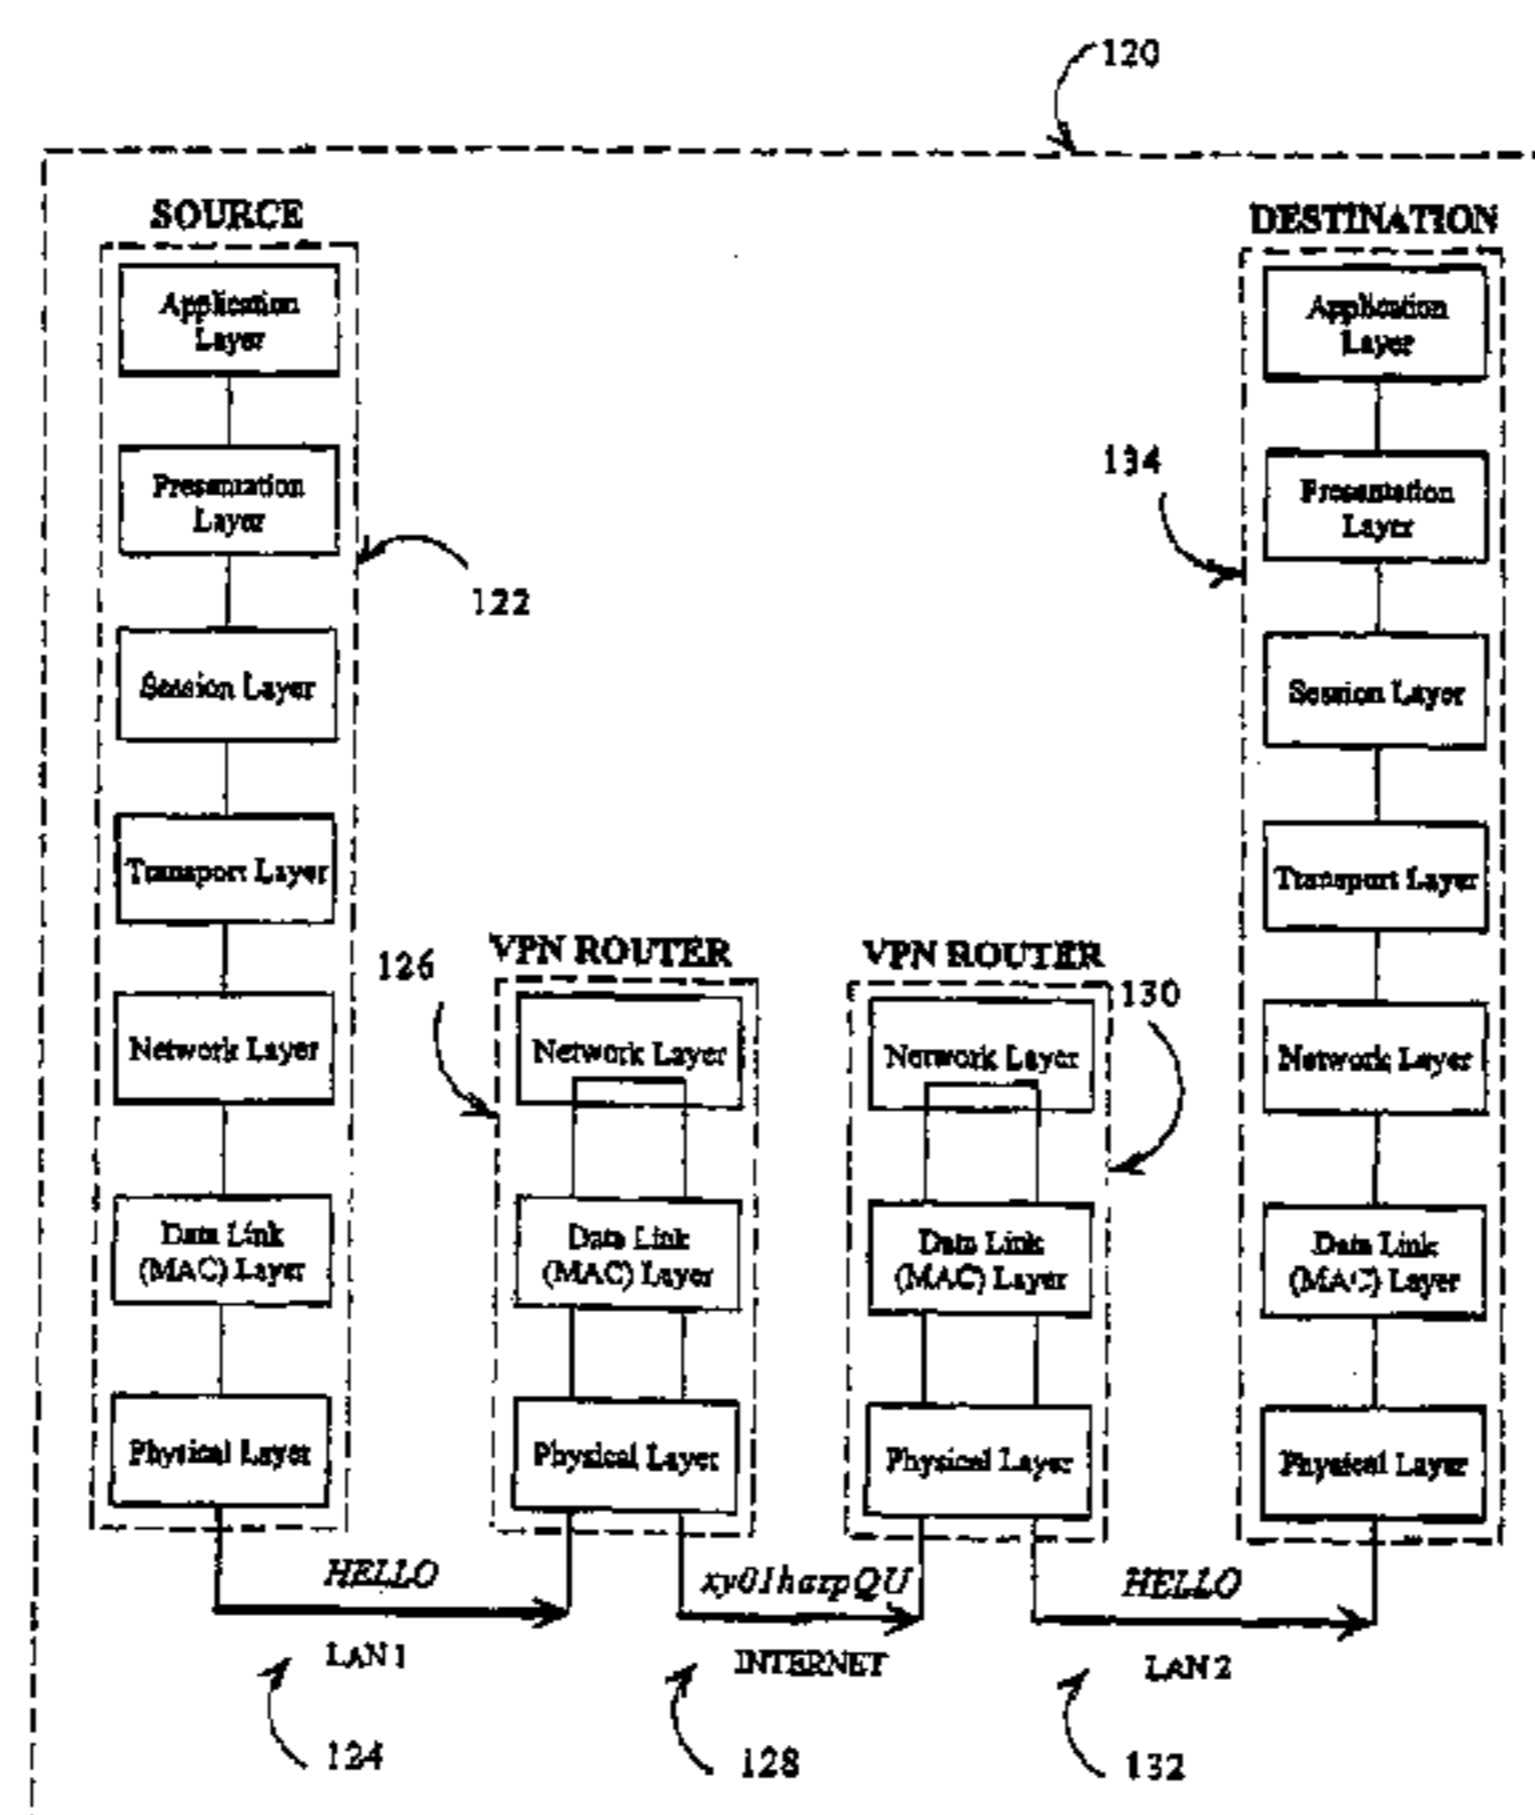 120
SOURCE
DESTINATION
Application
Layer
Application
Layer
Presentation
Layer
134
Presentation
Layer
122
Session Layer
Session Layer
Transport Layer
Transport Layer
126
VPN ROUTER
VPN ROUTER
130
Network Layer
Network Layer
Network Layer
Network Layer
Data Link
(MAC) Layer
Data Link
(MAC) Layer
Data Link
(MAC) Layer
Data Link
(MAC) Layer
Physical Layer
Physical Layer
Physical Layer
Physical Layer
HELLO
HELLO
LAN 1
INTERNET
LAN 2
124
128
132